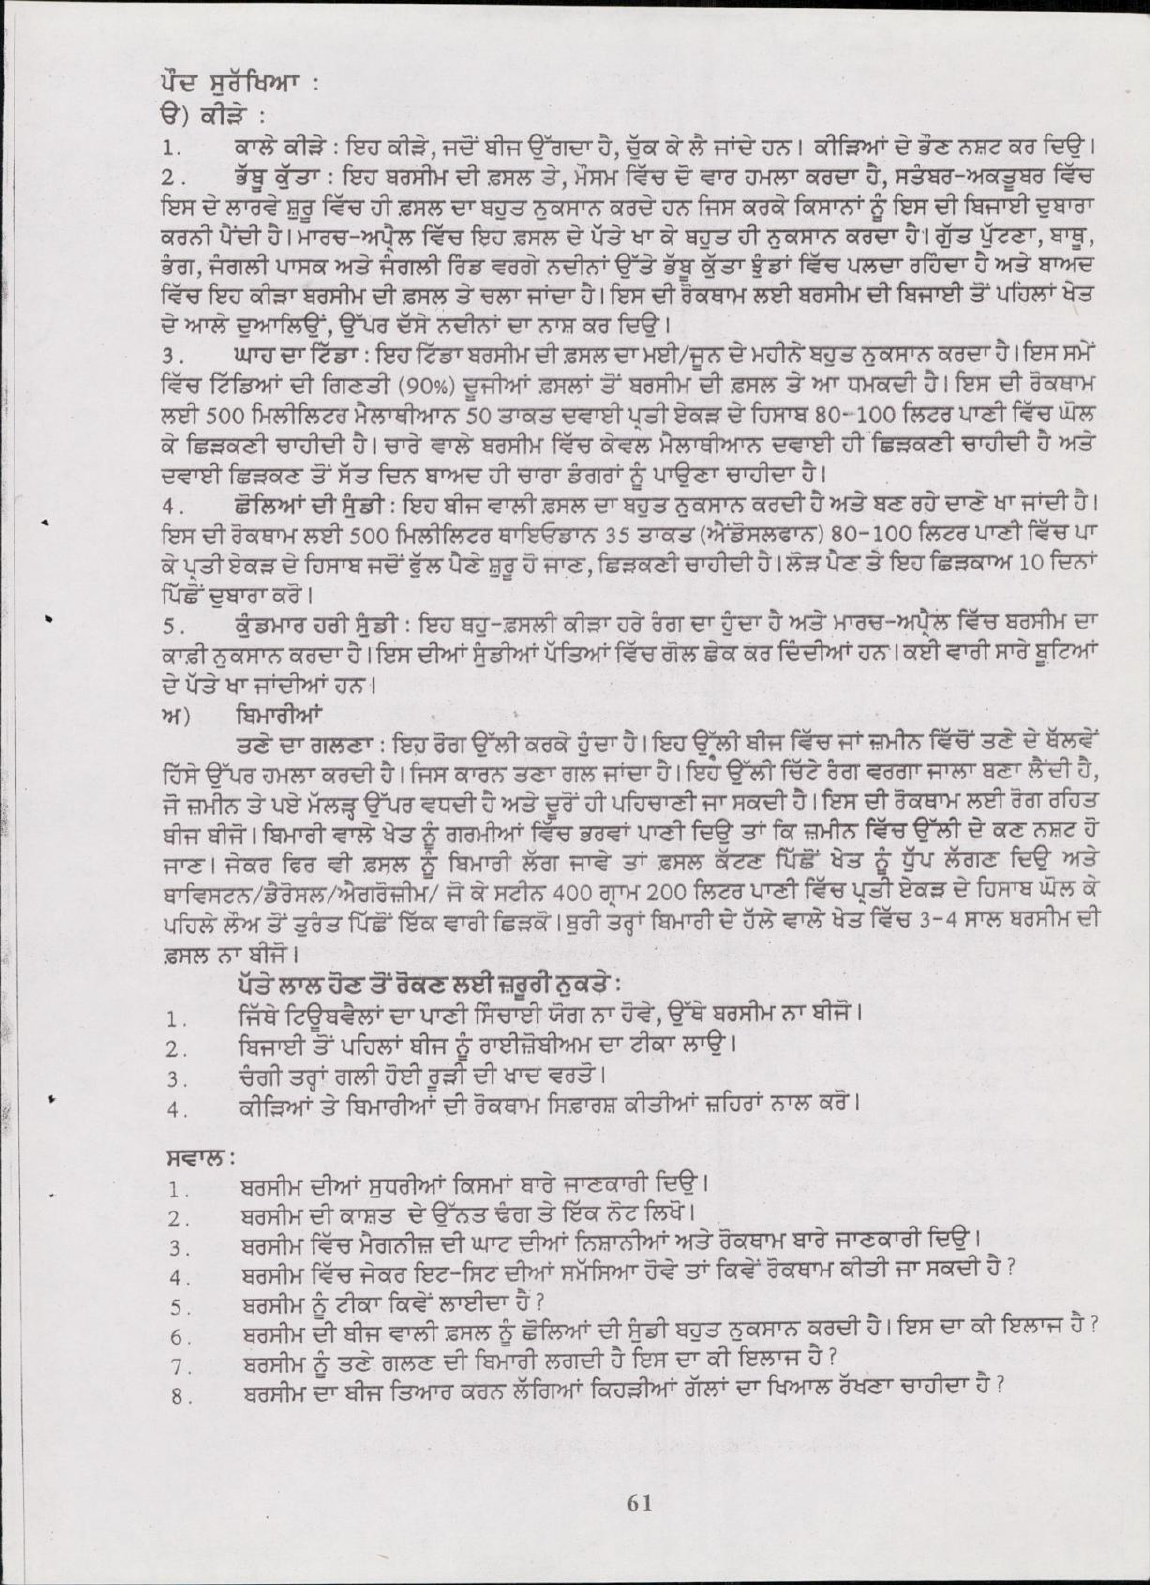 ਪੌਦ ਸੁਰੱਖਿਆ :
ੳ) ਕੀੜੇ :
1. ਕਾਲੇ ਕੀੜੇ : ਇਹ ਕੀੜੇ, ਜਦੋਂ ਬੀਜ ਉੱਗਦਾ ਹੈ, ਚੁੱਕ ਕੇ ਲੈ ਜਾਂਦੇ ਹਨ। ਕੀੜਿਆਂ ਦੇ ਭੌਣ ਨਸ਼ਟ ਕਰ ਦਿਉ।
2. ਭੱਬੂ ਕੁੱਤਾ : ਇਹ ਬਰਸੀਮ ਦੀ ਫ਼ਸਲ ਤੇ, ਮੌਸਮ ਵਿੱਚ ਦੋ ਵਾਰ ਹਮਲਾ ਕਰਦਾ ਹੈ, ਸਤੰਬਰ-ਅਕਤੂਬਰ ਵਿੱਚ
ਇਸ ਦੇ ਲਾਰਵੇ ਸ਼ੁਰੂ ਵਿੱਚ ਹੀ ਫ਼ਸਲ ਦਾ ਬਹੁਤ ਨੁਕਸਾਨ ਕਰਦੇ ਹਨ ਜਿਸ ਕਰਕੇ ਕਿਸਾਨਾਂ ਨੂੰ ਇਸ ਦੀ ਬਿਜਾਈ ਦੁਬਾਰਾ
ਕਰਨੀ ਪੈਂਦੀ ਹੈ। ਮਾਰਚ-ਅਪ੍ਰੈਲ ਵਿੱਚ ਇਹ ਫ਼ਸਲ ਦੇ ਪੱਤੇ ਖਾ ਕੇ ਬਹੁਤ ਹੀ ਨੁਕਸਾਨ ਕਰਦਾ ਹੈ। ਗੁੱਤ ਪੁੱਟਣਾ, ਬਾਥੂ,
ਭੰਗ, ਜੰਗਲੀ ਪਾਲਕ ਅਤੇ ਜੰਗਲੀ ਰਿੰਡ ਵਰਗੇ ਨਦੀਨਾਂ ਉੱਤੇ ਭੱਬੂ ਕੁੱਤਾ ਝੁੰਡਾਂ ਵਿੱਚ ਪਲਦਾ ਰਹਿੰਦਾ ਹੈ ਅਤੇ ਬਾਅਦ
ਵਿੱਚ ਇਹ ਕੀੜਾ ਬਰਸੀਮ ਦੀ ਫ਼ਸਲ ਤੇ ਚਲਾ ਜਾਂਦਾ ਹੈ। ਇਸ ਦੀ ਰੋਕਥਾਮ ਲਈ ਬਰਸੀਮ ਦੀ ਬਿਜਾਈ ਤੋਂ ਪਹਿਲਾਂ ਖੇਤ
ਦੇ ਆਲੇ ਦੁਆਲਿਉਂ, ਉੱਪਰ ਦੱਸੇ ਨਦੀਨਾਂ ਦਾ ਨਾਸ਼ ਕਰ ਦਿਉ।
3. ਘਾਹ ਦਾ ਟਿੱਡਾ : ਇਹ ਟਿੱਡਾ ਬਰਸੀਮ ਦੀ ਫ਼ਸਲ ਦਾ ਮਈ/ਜੂਨ ਦੇ ਮਹੀਨੇ ਬਹੁਤ ਨੁਕਸਾਨ ਕਰਦਾ ਹੈ। ਇਸ ਸਮੇਂ
ਵਿੱਚ ਟਿੱਡਿਆਂ ਦੀ ਗਿਣਤੀ (90%) ਦੂਜੀਆਂ ਫ਼ਸਲਾਂ ਤੋਂ ਬਰਸੀਮ ਦੀ ਫ਼ਸਲ ਤੇ ਆ ਧਮਕਦੀ ਹੈ। ਇਸ ਦੀ ਰੋਕਥਾਮ
ਲਈ 500 ਮਿਲੀਲਿਟਰ ਮੈਲਾਥੀਆਨ 50 ਤਾਕਤ ਦਵਾਈ ਪ੍ਰਤੀ ਏਕੜ ਦੇ ਹਿਸਾਬ 80-100 ਲਿਟਰ ਪਾਣੀ ਵਿੱਚ ਘੋਲ
ਕੇ ਛਿੜਕਣੀ ਚਾਹੀਦੀ ਹੈ। ਚਾਰੇ ਵਾਲੇ ਬਰਸੀਮ ਵਿੱਚ ਕੇਵਲ ਮੈਲਾਥੀਆਨ ਦਵਾਈ ਹੀ ਛਿੜਕਣੀ ਚਾਹੀਦੀ ਹੈ ਅਤੇ
ਦਵਾਈ ਛਿੜਕਣ ਤੋਂ ਸੱਤ ਦਿਨ ਬਾਅਦ ਹੀ ਚਾਰਾ ਡੰਗਰਾਂ ਨੂੰ ਪਾਉਣਾ ਚਾਹੀਦਾ ਹੈ।
4. ਛੋਲਿਆਂ ਦੀ ਸੁੰਡੀ : ਇਹ ਬੀਜ ਵਾਲੀ ਫ਼ਸਲ ਦਾ ਬਹੁਤ ਨੁਕਸਾਨ ਕਰਦੀ ਹੈ ਅਤੇ ਬਣ ਰਹੇ ਦਾਣੇ ਖਾ ਜਾਂਦੀ ਹੈ।
ਇਸ ਦੀ ਰੋਕਥਾਮ ਲਈ 500 ਮਿਲੀਲਿਟਰ ਥਾਇਓਡਾਨ 35 ਤਾਕਤ (ਐਂਡੋਸਲਫਾਨ) 80-100 ਲਿਟਰ ਪਾਣੀ ਵਿੱਚ ਪਾ
ਕੇ ਪ੍ਰਤੀ ਏਕੜ ਦੇ ਹਿਸਾਬ ਜਦੋਂ ਫੁੱਲ ਪੈਣੇ ਸ਼ੁਰੂ ਹੋ ਜਾਣ, ਛਿੜਕਣੀ ਚਾਹੀਦੀ ਹੈ। ਲੋੜ ਪੈਣ ਤੇ ਇਹ ਛਿੜਕਾਅ 10 ਦਿਨਾਂ
ਪਿੱਛੋਂ ਦੁਬਾਰਾ ਕਰੋ।
5. ਕੁੰਡਮਾਰ ਹਰੀ ਸੁੰਡੀ : ਇਹ ਬਹੁ-ਫ਼ਸਲੀ ਕੀੜਾ ਹਰੇ ਰੰਗ ਦਾ ਹੁੰਦਾ ਹੈ ਅਤੇ ਮਾਰਚ-ਅਪ੍ਰੈਲ ਵਿੱਚ ਬਰਸੀਮ ਦਾ
ਕਾਫ਼ੀ ਨੁਕਸਾਨ ਕਰਦਾ ਹੈ। ਇਸ ਦੀਆਂ ਸੁੰਡੀਆਂ ਪੱਤਿਆਂ ਵਿੱਚ ਗੋਲ ਛੇਕ ਕਰ ਦਿੰਦੀਆਂ ਹਨ। ਕਈ ਵਾਰੀ ਸਾਰੇ ਬੂਟਿਆਂ
ਦੇ ਪੱਤੇ ਖਾ ਜਾਂਦੀਆਂ ਹਨ।
ਅ) ਬਿਮਾਰੀਆਂ
ਤਣੇ ਦਾ ਗਲਣਾ : ਇਹ ਰੋਗ ਉੱਲੀ ਕਰਕੇ ਹੁੰਦਾ ਹੈ। ਇਹ ਉੱਲੀ ਬੀਜ ਵਿੱਚ ਜਾਂ ਜ਼ਮੀਨ ਵਿੱਚੋਂ ਤਣੇ ਦੇ ਥੱਲਵੇਂ
ਹਿੱਸੇ ਉੱਪਰ ਹਮਲਾ ਕਰਦੀ ਹੈ। ਜਿਸ ਕਾਰਨ ਤਣਾ ਗਲ ਜਾਂਦਾ ਹੈ। ਇਹ ਉੱਲੀ ਚਿੱਟੇ ਰੰਗ ਵਰਗਾ ਜਾਲਾ ਬਣਾ ਲੈਂਦੀ ਹੈ,
ਜੋ ਜ਼ਮੀਨ ਤੇ ਪਏ ਮੱਲੜ੍ਹ ਉੱਪਰ ਵਧਦੀ ਹੈ ਅਤੇ ਦੂਰੋਂ ਹੀ ਪਹਿਚਾਣੀ ਜਾ ਸਕਦੀ ਹੈ। ਇਸ ਦੀ ਰੋਕਥਾਮ ਲਈ ਰੋਗ ਰਹਿਤ
ਬੀਜ ਬੀਜੋ। ਬਿਮਾਰੀ ਵਾਲੇ ਖੇਤ ਨੂੰ ਗਰਮੀਆਂ ਵਿੱਚ ਭਰਵਾਂ ਪਾਣੀ ਦਿਉ ਤਾਂ ਕਿ ਜ਼ਮੀਨ ਵਿੱਚ ਉੱਲੀ ਦੇ ਕਣ ਨਸ਼ਟ ਹੋ
ਜਾਣ। ਜੇਕਰ ਫਿਰ ਵੀ ਫ਼ਸਲ ਨੂੰ ਬਿਮਾਰੀ ਲੱਗ ਜਾਵੇ ਤਾਂ ਫ਼ਸਲ ਕੱਟਣ ਪਿੱਛੋਂ ਖੇਤ ਨੂੰ ਧੁੱਪ ਲੱਗਣ ਦਿਉ ਅਤੇ
ਬਾਵਿਸਟਨ/ਡੈਰੋਸਲ/ਐਗਰੋਜ਼ੀਮ/ ਜੋ ਕੇ ਸਟੀਨ 400 ਗ੍ਰਾਮ 200 ਲਿਟਰ ਪਾਣੀ ਵਿੱਚ ਪ੍ਰਤੀ ਏਕੜ ਦੇ ਹਿਸਾਬ ਘੋਲ ਕੇ
ਪਹਿਲੇ ਲੌਅ ਤੋਂ ਤੁਰੰਤ ਪਿੱਛੋਂ ਇੱਕ ਵਾਰੀ ਛਿੜਕੋ। ਬੁਰੀ ਤਰ੍ਹਾਂ ਬਿਮਾਰੀ ਦੇ ਹੱਲੇ ਵਾਲੇ ਖੇਤ ਵਿੱਚ 3-4 ਸਾਲ ਬਰਸੀਮ ਦੀ
ਫ਼ਸਲ ਨਾ ਬੀਜੋ।
ਪੱਤੇ ਲਾਲ ਹੋਣ ਤੋਂ ਰੋਕਣ ਲਈ ਜ਼ਰੂਰੀ ਨੁਕਤੇ :
1. ਜਿੱਥੇ ਟਿਊਬਵੈਲਾਂ ਦਾ ਪਾਣੀ ਸਿੰਚਾਈ ਯੋਗ ਨਾ ਹੋਵੇ, ਉੱਥੇ ਬਰਸੀਮ ਨਾ ਬੀਜੋ।
2. ਬਿਜਾਈ ਤੋਂ ਪਹਿਲਾਂ ਬੀਜ ਨੂੰ ਰਾਈਜ਼ੋਬੀਅਮ ਦਾ ਟੀਕਾ ਲਾਉ।
3. ਚੰਗੀ ਤਰ੍ਹਾਂ ਗਲੀ ਹੋਈ ਰੂੜੀ ਦੀ ਖਾਦ ਵਰਤੋ।
4. ਕੀੜਿਆਂ ਤੇ ਬਿਮਾਰੀਆਂ ਦੀ ਰੋਕਥਾਮ ਸਿਫ਼ਾਰਸ਼ ਕੀਤੀਆਂ ਜ਼ਹਿਰਾਂ ਨਾਲ ਕਰੋ।
ਸਵਾਲ :
1. ਬਰਸੀਮ ਦੀਆਂ ਸੁਧਰੀਆਂ ਕਿਸਮਾਂ ਬਾਰੇ ਜਾਣਕਾਰੀ ਦਿਉ।
2. ਬਰਸੀਮ ਦੀ ਕਾਸ਼ਤ ਦੇ ਉੱਨਤ ਢੰਗ ਤੇ ਇੱਕ ਨੋਟ ਲਿਖੋ।
3. ਬਰਸੀਮ ਵਿੱਚ ਮੈਗਨੀਜ਼ ਦੀ ਘਾਟ ਦੀਆਂ ਨਿਸ਼ਾਨੀਆਂ ਅਤੇ ਰੋਕਥਾਮ ਬਾਰੇ ਜਾਣਕਾਰੀ ਦਿਉ।
4. ਬਰਸੀਮ ਵਿੱਚ ਜੇਕਰ ਇਟ-ਸਿਟ ਦੀਆਂ ਸਮੱਸਿਆ ਹੋਵੇ ਤਾਂ ਕਿਵੇਂ ਰੋਕਥਾਮ ਕੀਤੀ ਜਾ ਸਕਦੀ ਹੈ ?
5. ਬਰਸੀਮ ਨੂੰ ਟੀਕਾ ਕਿਵੇਂ ਲਾਈਦਾ ਹੈ ?
6. ਬਰਸੀਮ ਦੀ ਬੀਜ ਵਾਲੀ ਫ਼ਸਲ ਨੂੰ ਛੋਲਿਆਂ ਦੀ ਸੁੰਡੀ ਬਹੁਤ ਨੁਕਸਾਨ ਕਰਦੀ ਹੈ। ਇਸ ਦਾ ਕੀ ਇਲਾਜ ਹੈ ?
7. ਬਰਸੀਮ ਨੂੰ ਤਣੇ ਗਲਣ ਦੀ ਬਿਮਾਰੀ ਲਗਦੀ ਹੈ ਇਸ ਦਾ ਕੀ ਇਲਾਜ ਹੈ ?
8. ਬਰਸੀਮ ਦਾ ਬੀਜ ਤਿਆਰ ਕਰਨ ਲੱਗਿਆਂ ਕਿਹੜੀਆਂ ਗੱਲਾਂ ਦਾ ਖਿਆਲ ਰੱਖਣਾ ਚਾਹੀਦਾ ਹੈ ?
61